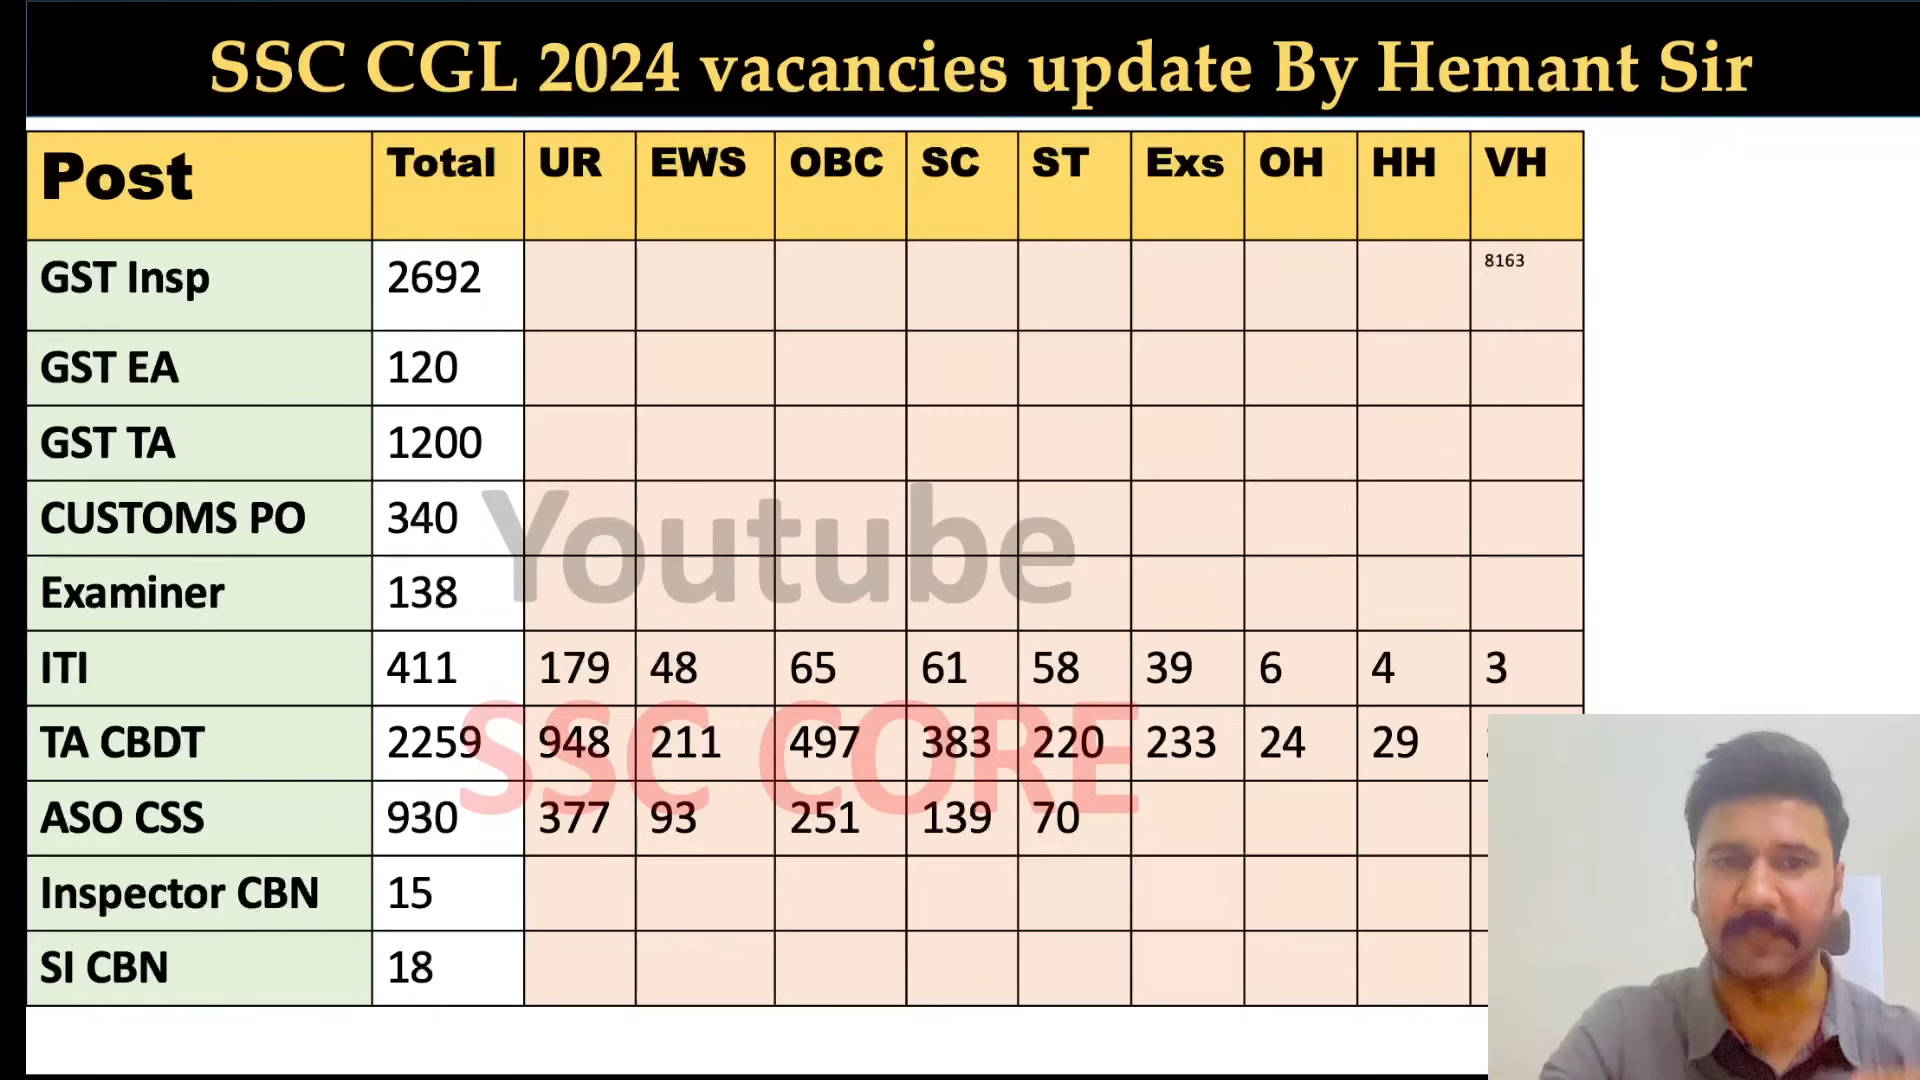 SSC CGL 2024 vacancies update By Hemant Sir
Post Total UR EWS OBC SC ST Exs OH HH VH
GST Insp 2692 8163
GST EA 120
GST TA 1200
CUSTOMS PO 340
Examiner 138
ITI 411 179 48 65 61 58 39 6 4 3
TA CBDT 2259 948 211 497 383 220 233 24 29
ASO CSS 930 377 93 251 139 70
Inspector CBN 15
SI CBN 18
Youtube
SSC CORE